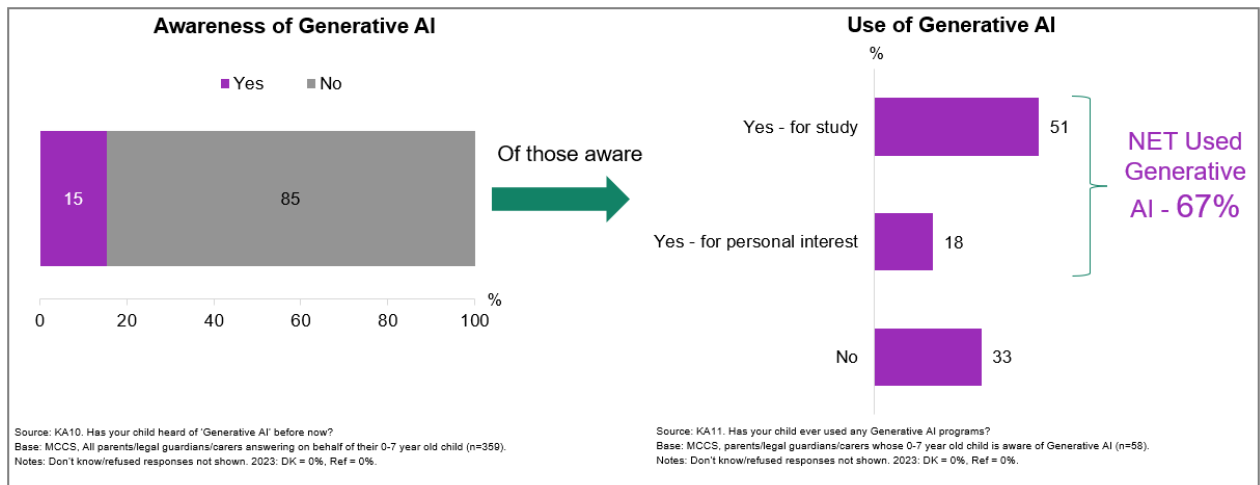 Awareness of Generative AI
Yes No
15 85
%
0 20 40 60 80 100
Source: KA10. Has your child heard of 'Generative AI' before now?
Base: MCCS, All parents/legal guardians/carers answering on behalf of their 0-7 year old child (n=359).
Notes: Don't know/refused responses not shown. 2023: DK = 0%, Ref = 0%.
Of those aware
Use of Generative AI
%
Yes - for study 51
Yes - for personal interest 18
No 33
NET Used
Generative
AI - 67%
Source: KA11. Has your child ever used any Generative AI programs?
Base: MCCS, parents/legal guardians/carers whose 0-7 year old child is aware of Generative AI (n=58).
Notes: Don't know/refused responses not shown. 2023: DK = 0%, Ref = 0%.